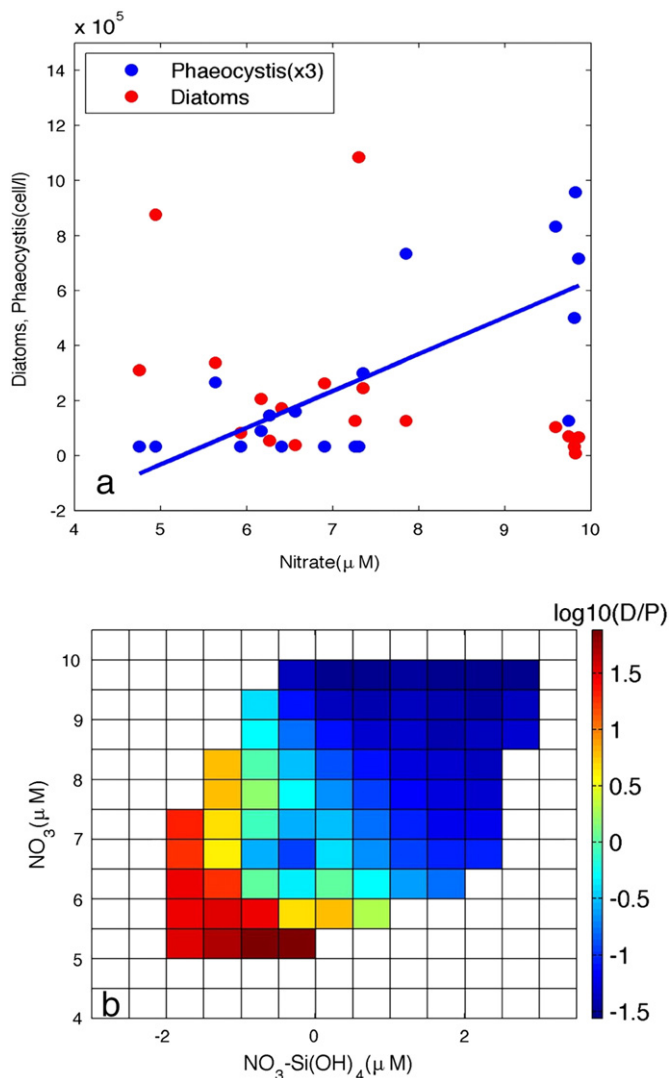 x 10^5
14
12
10
8
6
4
2
0
-2
Diatoms, Phaeocystis(cell/l)
Phaeocystis(x3)
Diatoms
a
4 5 6 7 8 9 10
Nitrate(μ M)
log10(D/P)
10
9
8
7
6
5
4
NO₃(μ M)
b
-2 0 2
NO₃-Si(OH)₄(μ M)
1.5
1
0.5
0
-0.5
-1
-1.5